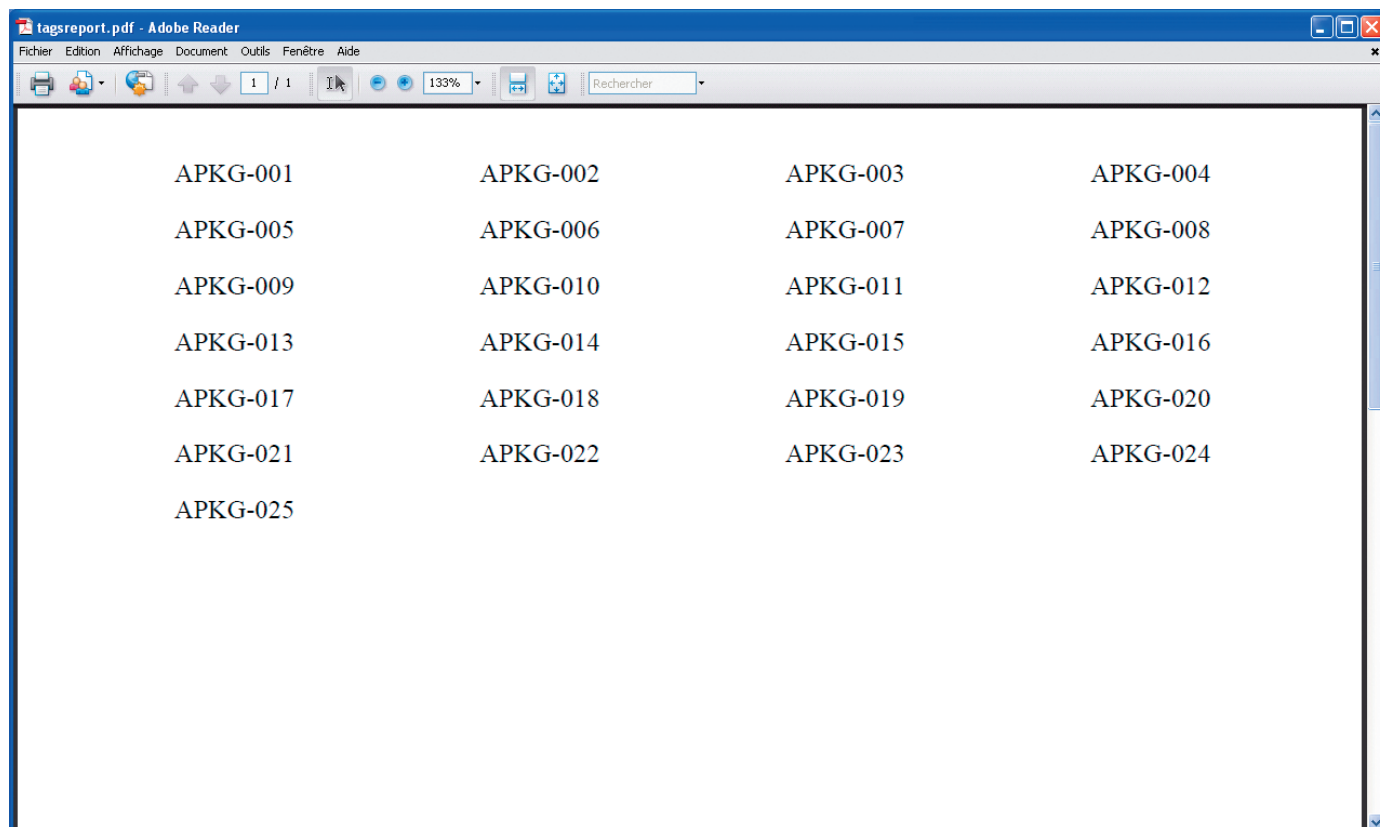 tagsreport.pdf - Adobe Reader
Fichier Edition Affichage Document Outils Fenêtre Aide
1 / 1 133% Rechercher
APKG-001 APKG-002 APKG-003 APKG-004
APKG-005 APKG-006 APKG-007 APKG-008
APKG-009 APKG-010 APKG-011 APKG-012
APKG-013 APKG-014 APKG-015 APKG-016
APKG-017 APKG-018 APKG-019 APKG-020
APKG-021 APKG-022 APKG-023 APKG-024
APKG-025